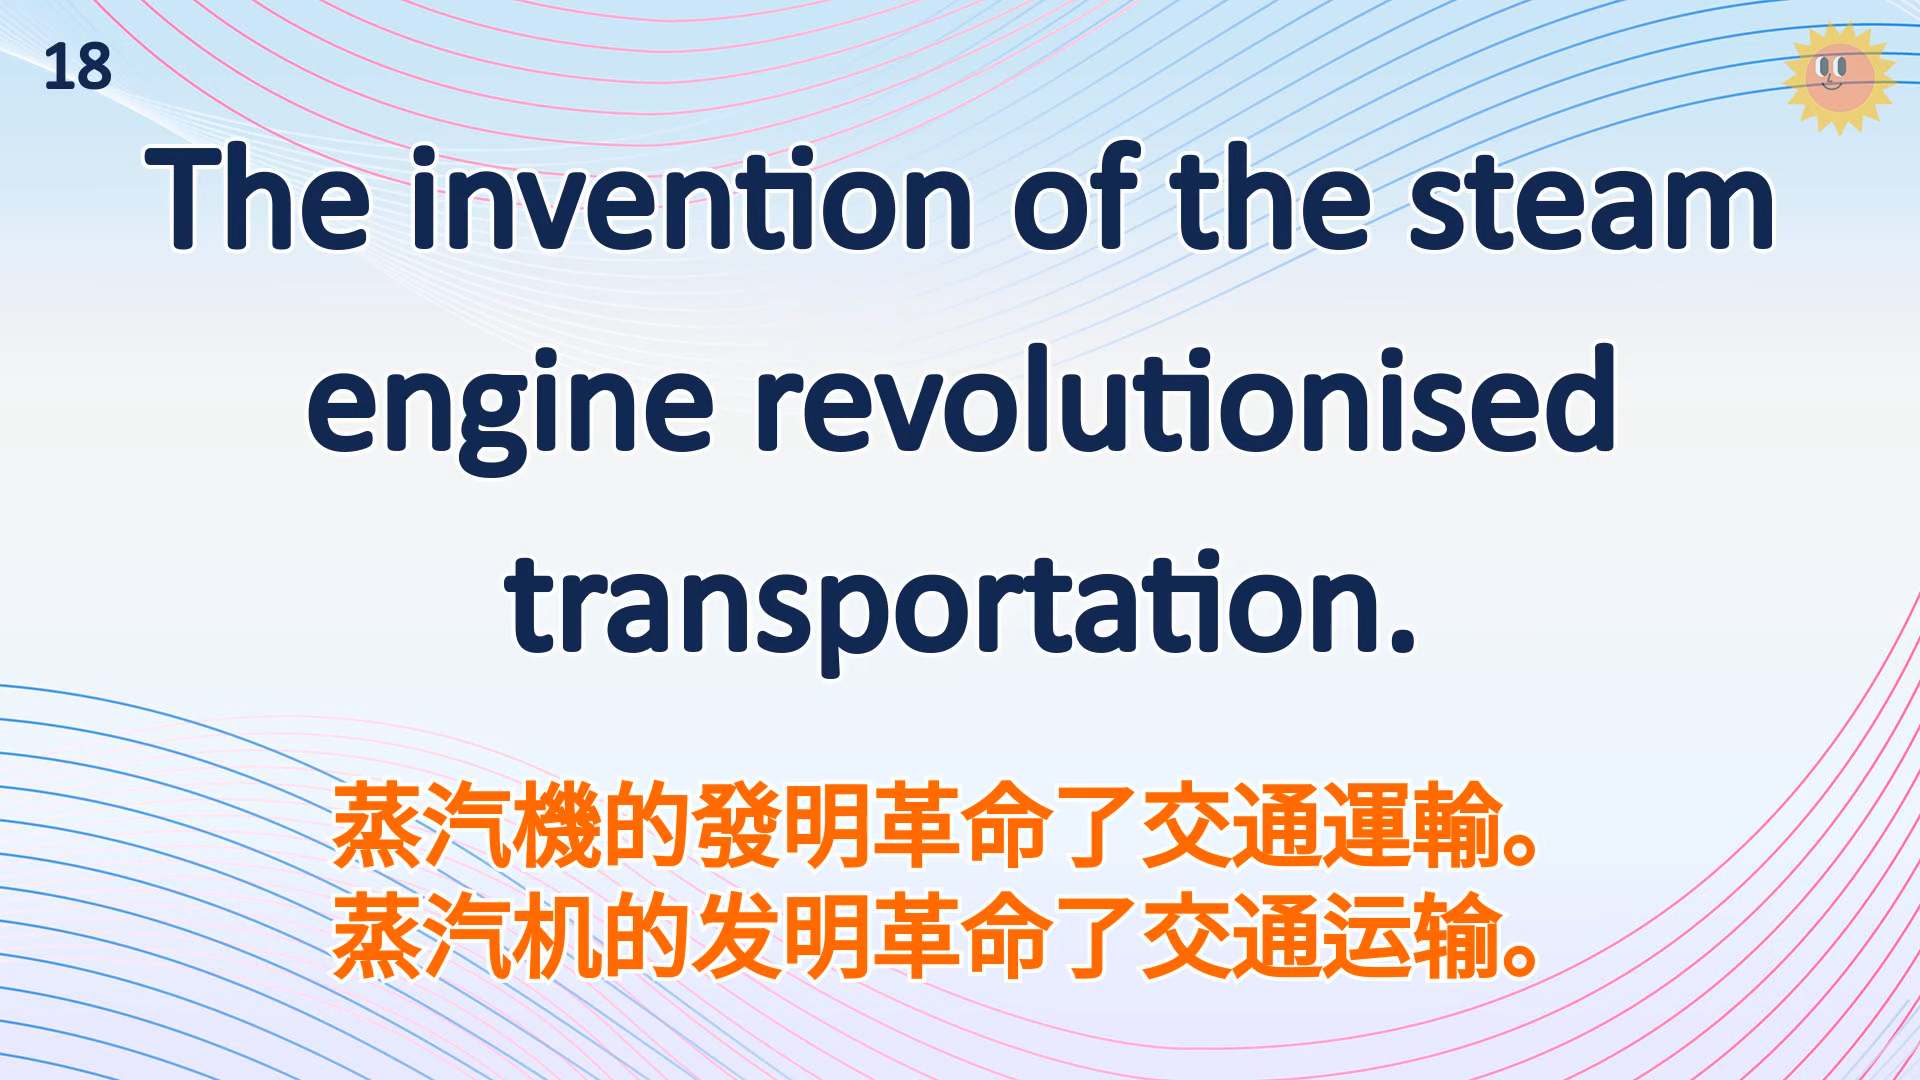 18
The invention of the steam
engine revolutionised
transportation.
蒸汽機的發明革命了交通運輸。
蒸汽机的发明革命了交通运输。